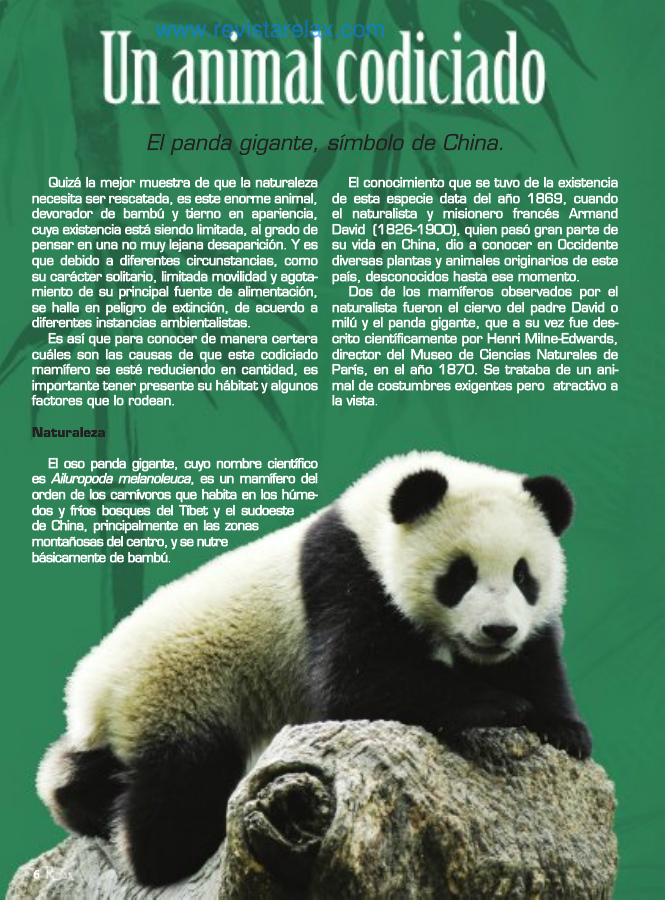 www.revistarelax.com
Un animal codiciado
El panda gigante, símbolo de China.
Quizá la mejor muestra de que la naturaleza
necesita ser rescatada, es este enorme animal,
devorador de bambú y tierno en apariencia,
cuya existencia está siendo limitada, al grado de
pensar en una no muy lejana desaparición. Y es
que debido a diferentes circunstancias, como
su carácter solitario, limitada movilidad y agota-
miento de su principal fuente de alimentación,
se halla en peligro de extinción, de acuerdo a
diferentes instancias ambientalistas.
Es así que para conocer de manera certera
cuáles son las causas de que este codiciado
mamífero se esté reduciendo en cantidad, es
importante tener presente su hábitat y algunos
factores que lo rodean.
Naturaleza
El oso panda gigante, cuyo nombre científico
es Ailuropoda melanoleuca, es un mamífero del
orden de los carnívoros que habita en los húme-
dos y fríos bosques del Tíbet y el sudoeste
de China, principalmente en las zonas
montañosas del centro, y se nutre
básicamente de bambú.
El conocimiento que se tuvo de la existencia
de esta especie data del año 1869, cuando
el naturalista y misionero francés Armand
David (1826-1900), quien pasó gran parte de
su vida en China, dio a conocer en Occidente
diversas plantas y animales originarios de este
país, desconocidos hasta ese momento.
Dos de los mamíferos observados por el
naturalista fueron el ciervo del padre David o
milú y el panda gigante, que a su vez fue des-
crito científicamente por Henri Milne-Edwards,
director del Museo de Ciencias Naturales de
París, en el año 1870. Se trataba de un ani-
mal de costumbres exigentes pero atractivo a
la vista.
6